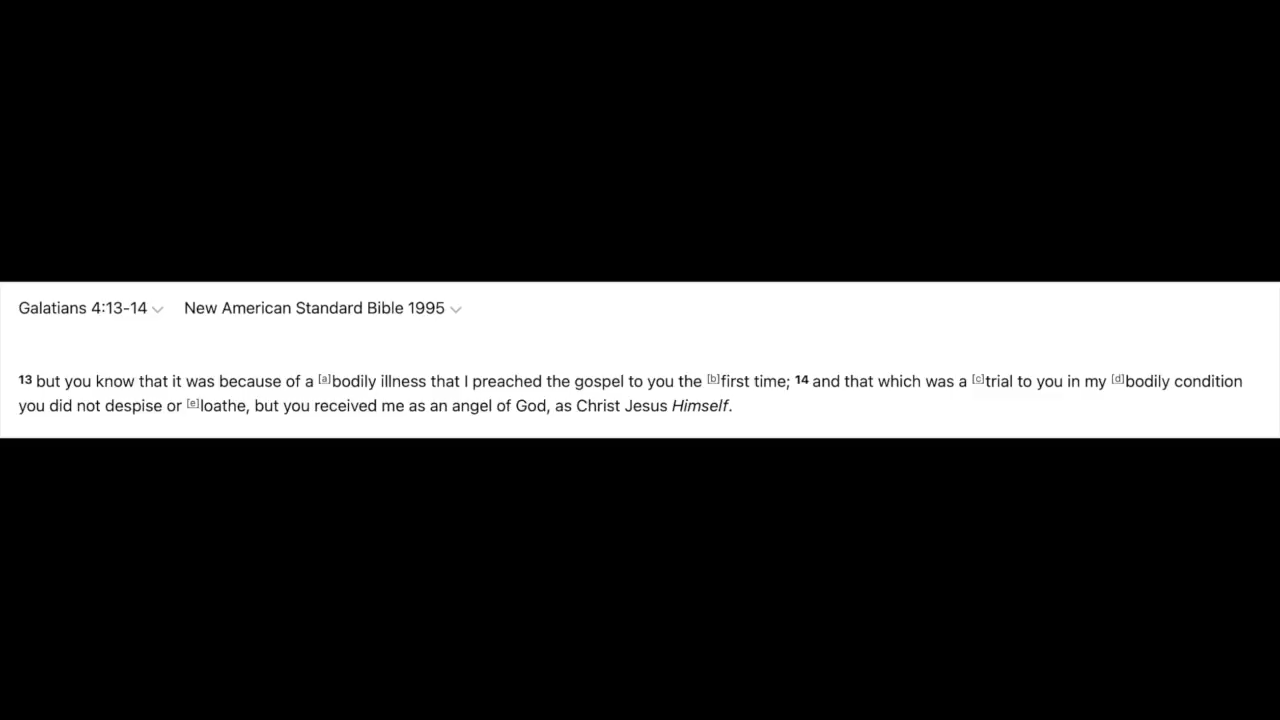 Galatians 4:13-14 New American Standard Bible 1995
13 but you know that it was because of a [a]bodily illness that I preached the gospel to you the [b]first time; 14 and that which was a [c]trial to you in my [d]bodily condition
you did not despise or [e]loathe, but you received me as an angel of God, as Christ Jesus Himself.